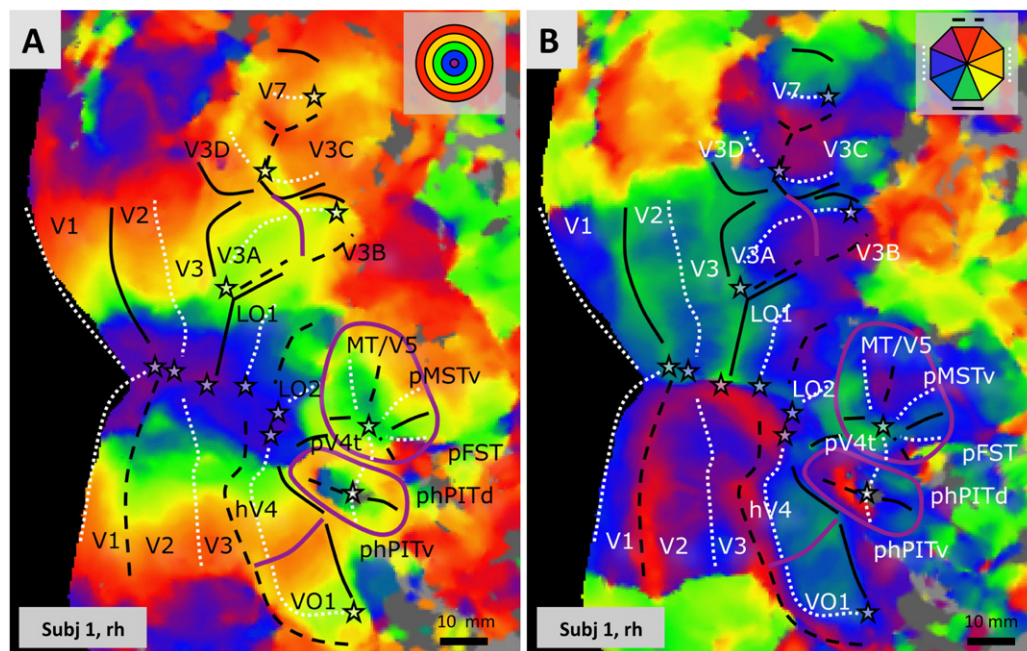 A
V7
V3D
V3C
V1
V2
V3
V3A
V3B
LO1
MT/V5
pMSTv
LO2
pV4t
pFST
phPITd
hV4
phPITv
V1
V2
V3
VO1
Subj 1, rh
10 mm
B
V7
V3D
V3C
V1
V2
V3
V3A
V3B
LO1
MT/V5
pMSTv
LO2
pV4t
pFST
phPITd
hV4
phPITv
V1
V2
V3
VO1
Subj 1, rh
10 mm